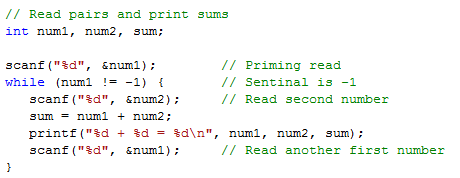 // Read pairs and print sums
int num1, num2, sum;

scanf("%d", &num1);         // Priming read
while (num1 != -1) {        // Sentinal is -1
   scanf("%d", &num2);      // Read second number
   sum = num1 + num2;
   printf("%d + %d = %d\n", num1, num2, sum);
   scanf("%d", &num1);      // Read another first number
}